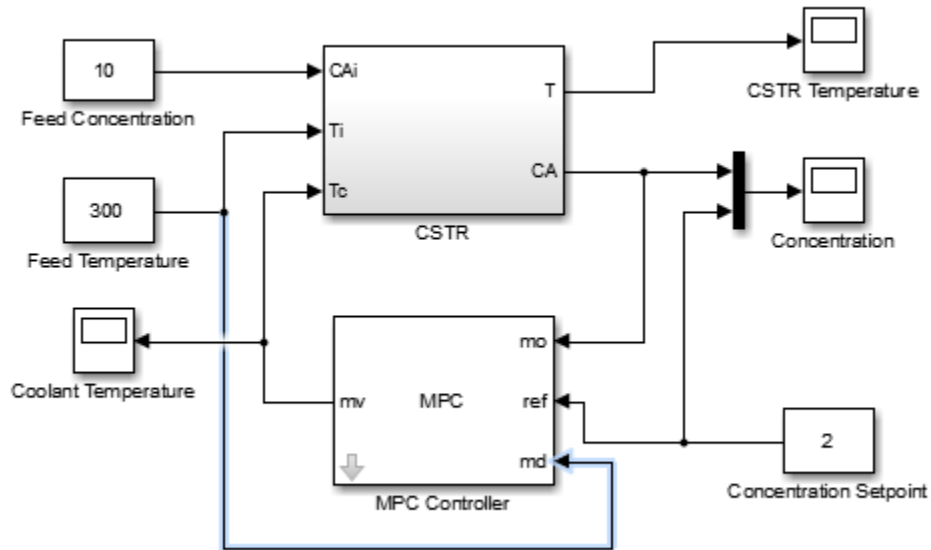 10
Feed Concentration
CAi
Ti
Tc
T
CA
CSTR
CSTR Temperature
300
Feed Temperature
Concentration
Coolant Temperature
mv
MPC
mo
ref
md
MPC Controller
2
Concentration Setpoint